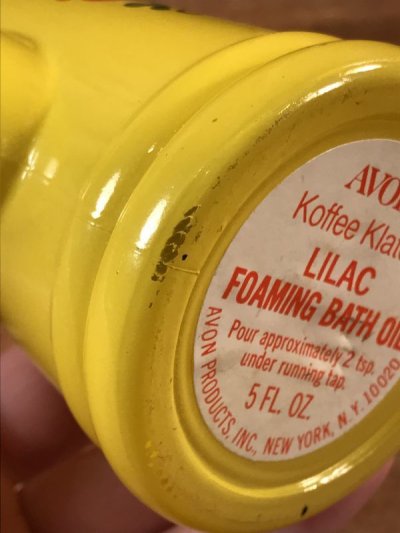 AVO
Koffee Klat
LILAC
FOAMING BATH OIL
Pour approximately 2 tsp.
under running tap.
5 FL. OZ.
AVON PRODUCTS, INC., NEW YORK, N.Y. 10020